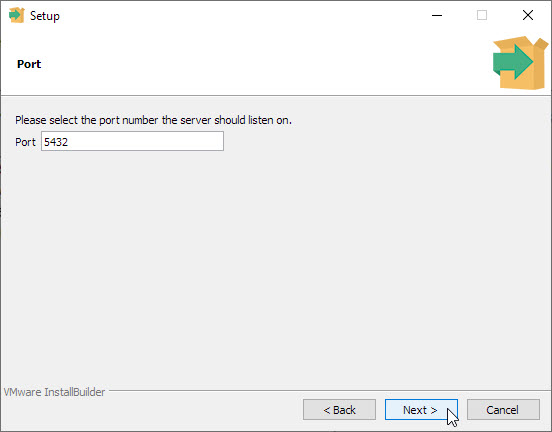 Setup
Port
Please select the port number the server should listen on.
Port 5432
VMware InstallBuilder
< Back Next > Cancel